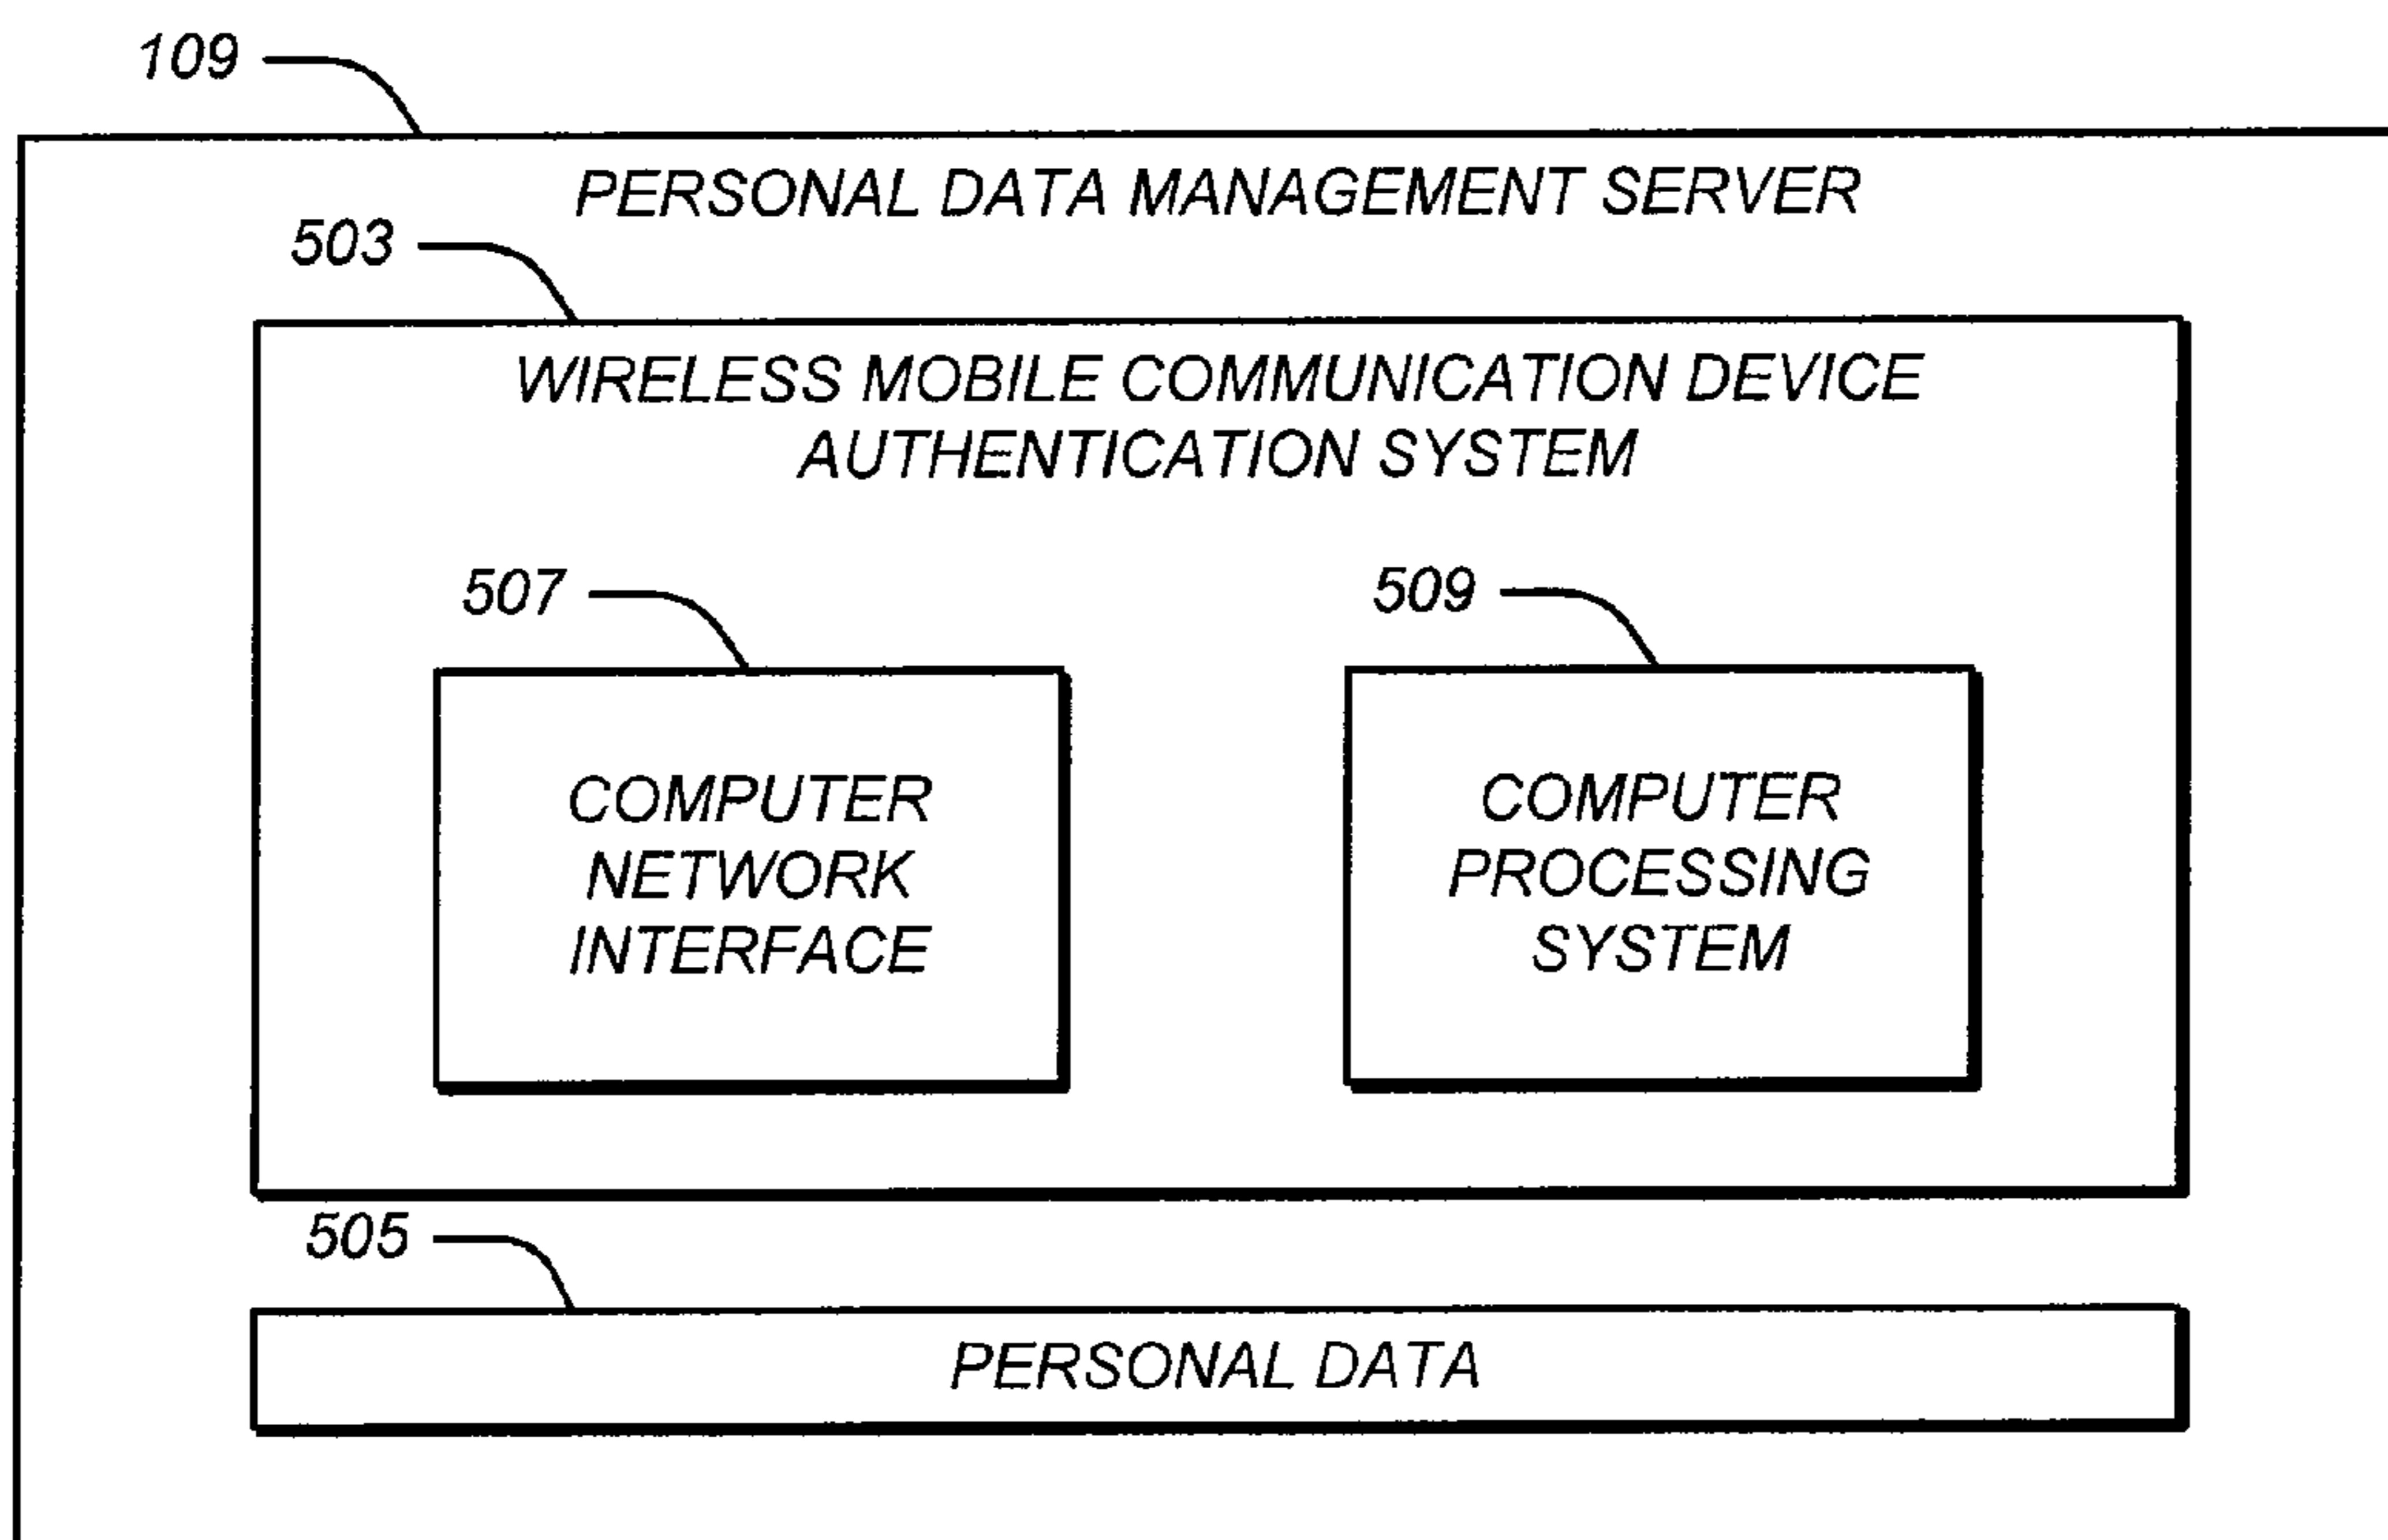 109
PERSONAL DATA MANAGEMENT SERVER
503
WIRELESS MOBILE COMMUNICATION DEVICE
AUTHENTICATION SYSTEM
507
509
COMPUTER
NETWORK
INTERFACE
COMPUTER
PROCESSING
SYSTEM
505
PERSONAL DATA